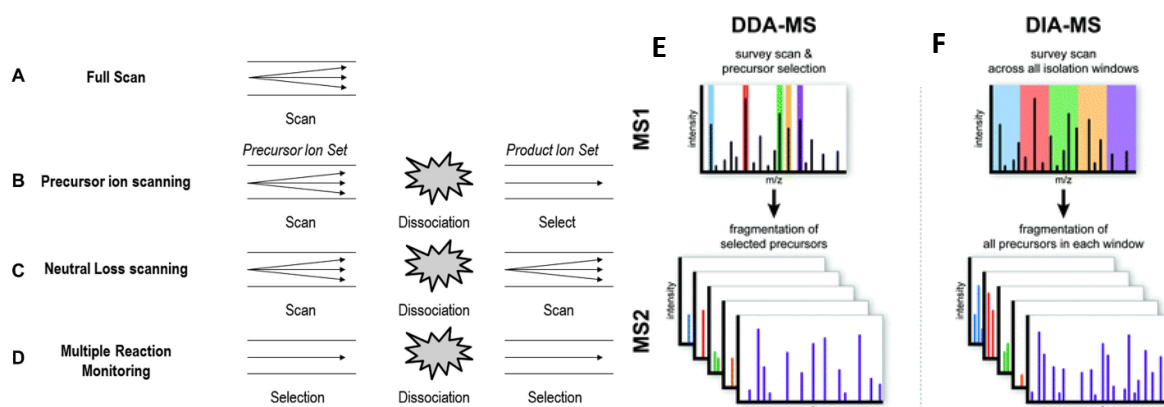 A
Full Scan
Scan
Precursor Ion Set
Product Ion Set
B
Precursor ion scanning
Scan
Dissociation
Select
C
Neutral Loss scanning
Scan
Dissociation
Scan
D
Multiple Reaction
Monitoring
Selection
Dissociation
Selection
E
DDA-MS
survey scan &
precursor selection
MS1
intensity
m/z
fragmentation of
selected precursors
MS2
intensity
F
DIA-MS
survey scan
across all isolation windows
intensity
m/z
fragmentation of
all precursors in each window
intensity